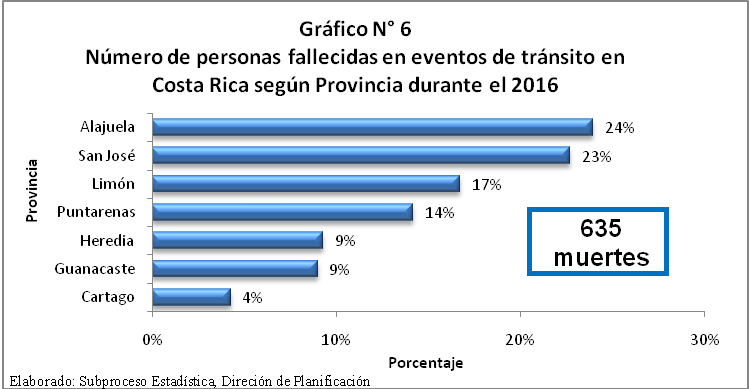 Gráfico N° 6
Número de personas fallecidas en eventos de tránsito en
Costa Rica según Provincia durante el 2016
Provincia
Alajuela 24%
San José 23%
Limón 17%
Puntarenas 14%
Heredia 9%
Guanacaste 9%
Cartago 4%
635
muertes
0% 10% 20% 30%
Porcentaje
Elaborado: Subproceso Estadística, Direción de Planificación